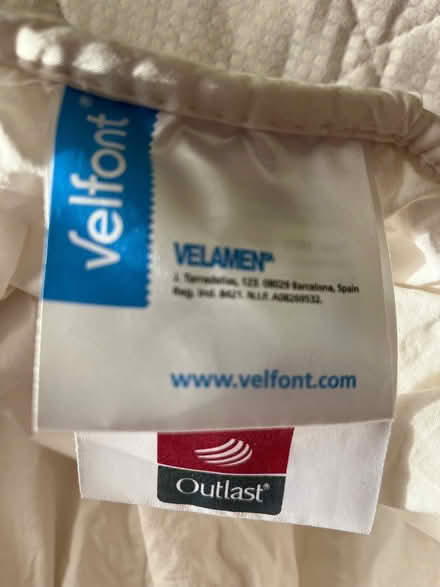 velfont®
VELAMEN
J. Tarradellas, 123. 08029 Barcelona, Spain
Reg. Ind. 8421. N.I.F. A08269532.
www.velfont.com
Outlast®